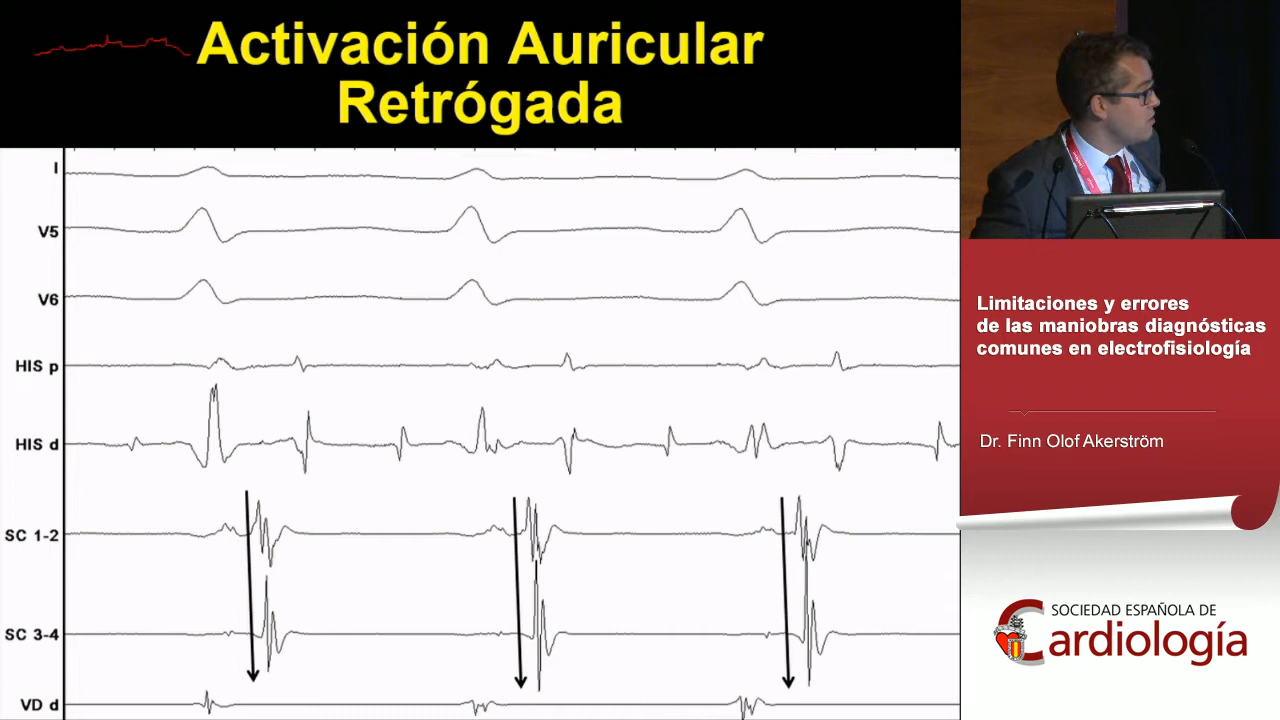 Activación Auricular
Retrógada
I
V5
V6
HIS p
HIS d
SC 1-2
SC 3-4
VD d
Limitaciones y errores
de las maniobras diagnósticas
comunes en electrofisiología
Dr. Finn Olof Akerström
SOCIEDAD ESPAÑOLA DE
Cardiología